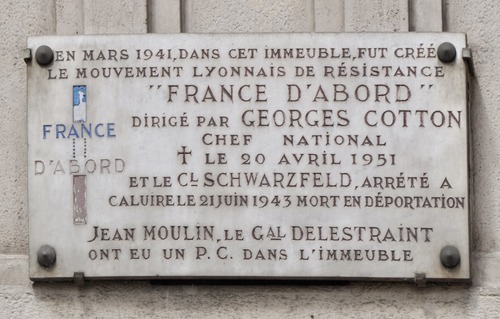 EN MARS 1941, DANS CET IMMEUBLE, FUT CRÉÉ
LE MOUVEMENT LYONNAIS DE RÉSISTANCE
"FRANCE D'ABORD"
DIRIGÉ PAR GEORGES COTTON
CHEF NATIONAL
† LE 20 AVRIL 1951
ET LE CL SCHWARZFELD, ARRÊTÉ A
CALUIRE LE 21 JUIN 1943 MORT EN DÉPORTATION
JEAN MOULIN, LE GAL DELESTRAINT
ONT EU UN P.C. DANS L'IMMEUBLE
FRANCE
D'ABORD